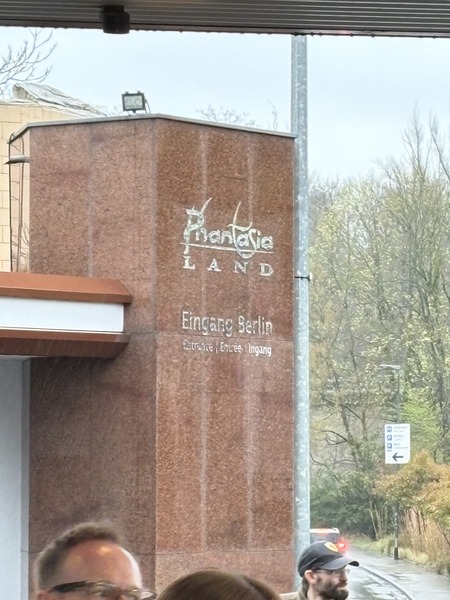 Phantasia
LAND
Eingang Berlin
Entrance | Entrée | Ingang